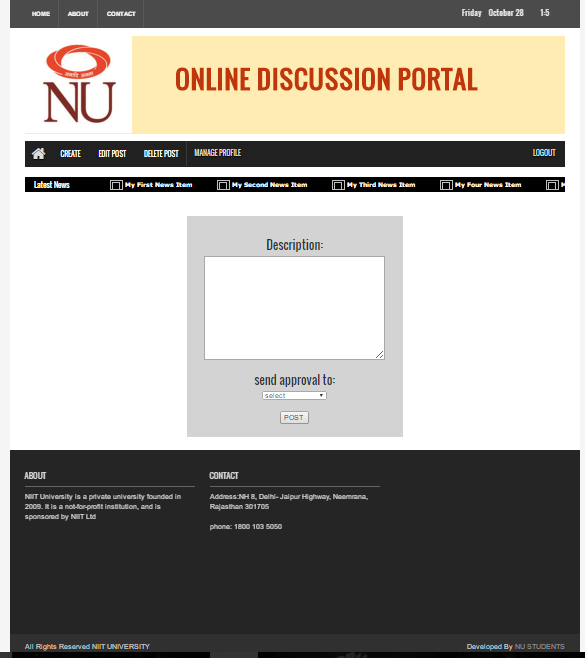 HOME ABOUT CONTACT Friday October 28 1:5
NU
ONLINE DISCUSSION PORTAL
CREATE EDIT POST DELETE POST MANAGE PROFILE LOGOUT
Latest News My First News Item My Second News Item My Third News Item My Four News Item
Description:
send approval to:
select
POST
ABOUT
NIIT University is a private university founded in
2009. It is a not-for-profit institution, and is
sponsored by NIIT Ltd
CONTACT
Address:NH 8, Delhi- Jaipur Highway, Neemrana,
Rajasthan 301705
phone: 1800 103 5050
All Rights Reserved NIIT UNIVERSITY Developed By NU STUDENTS